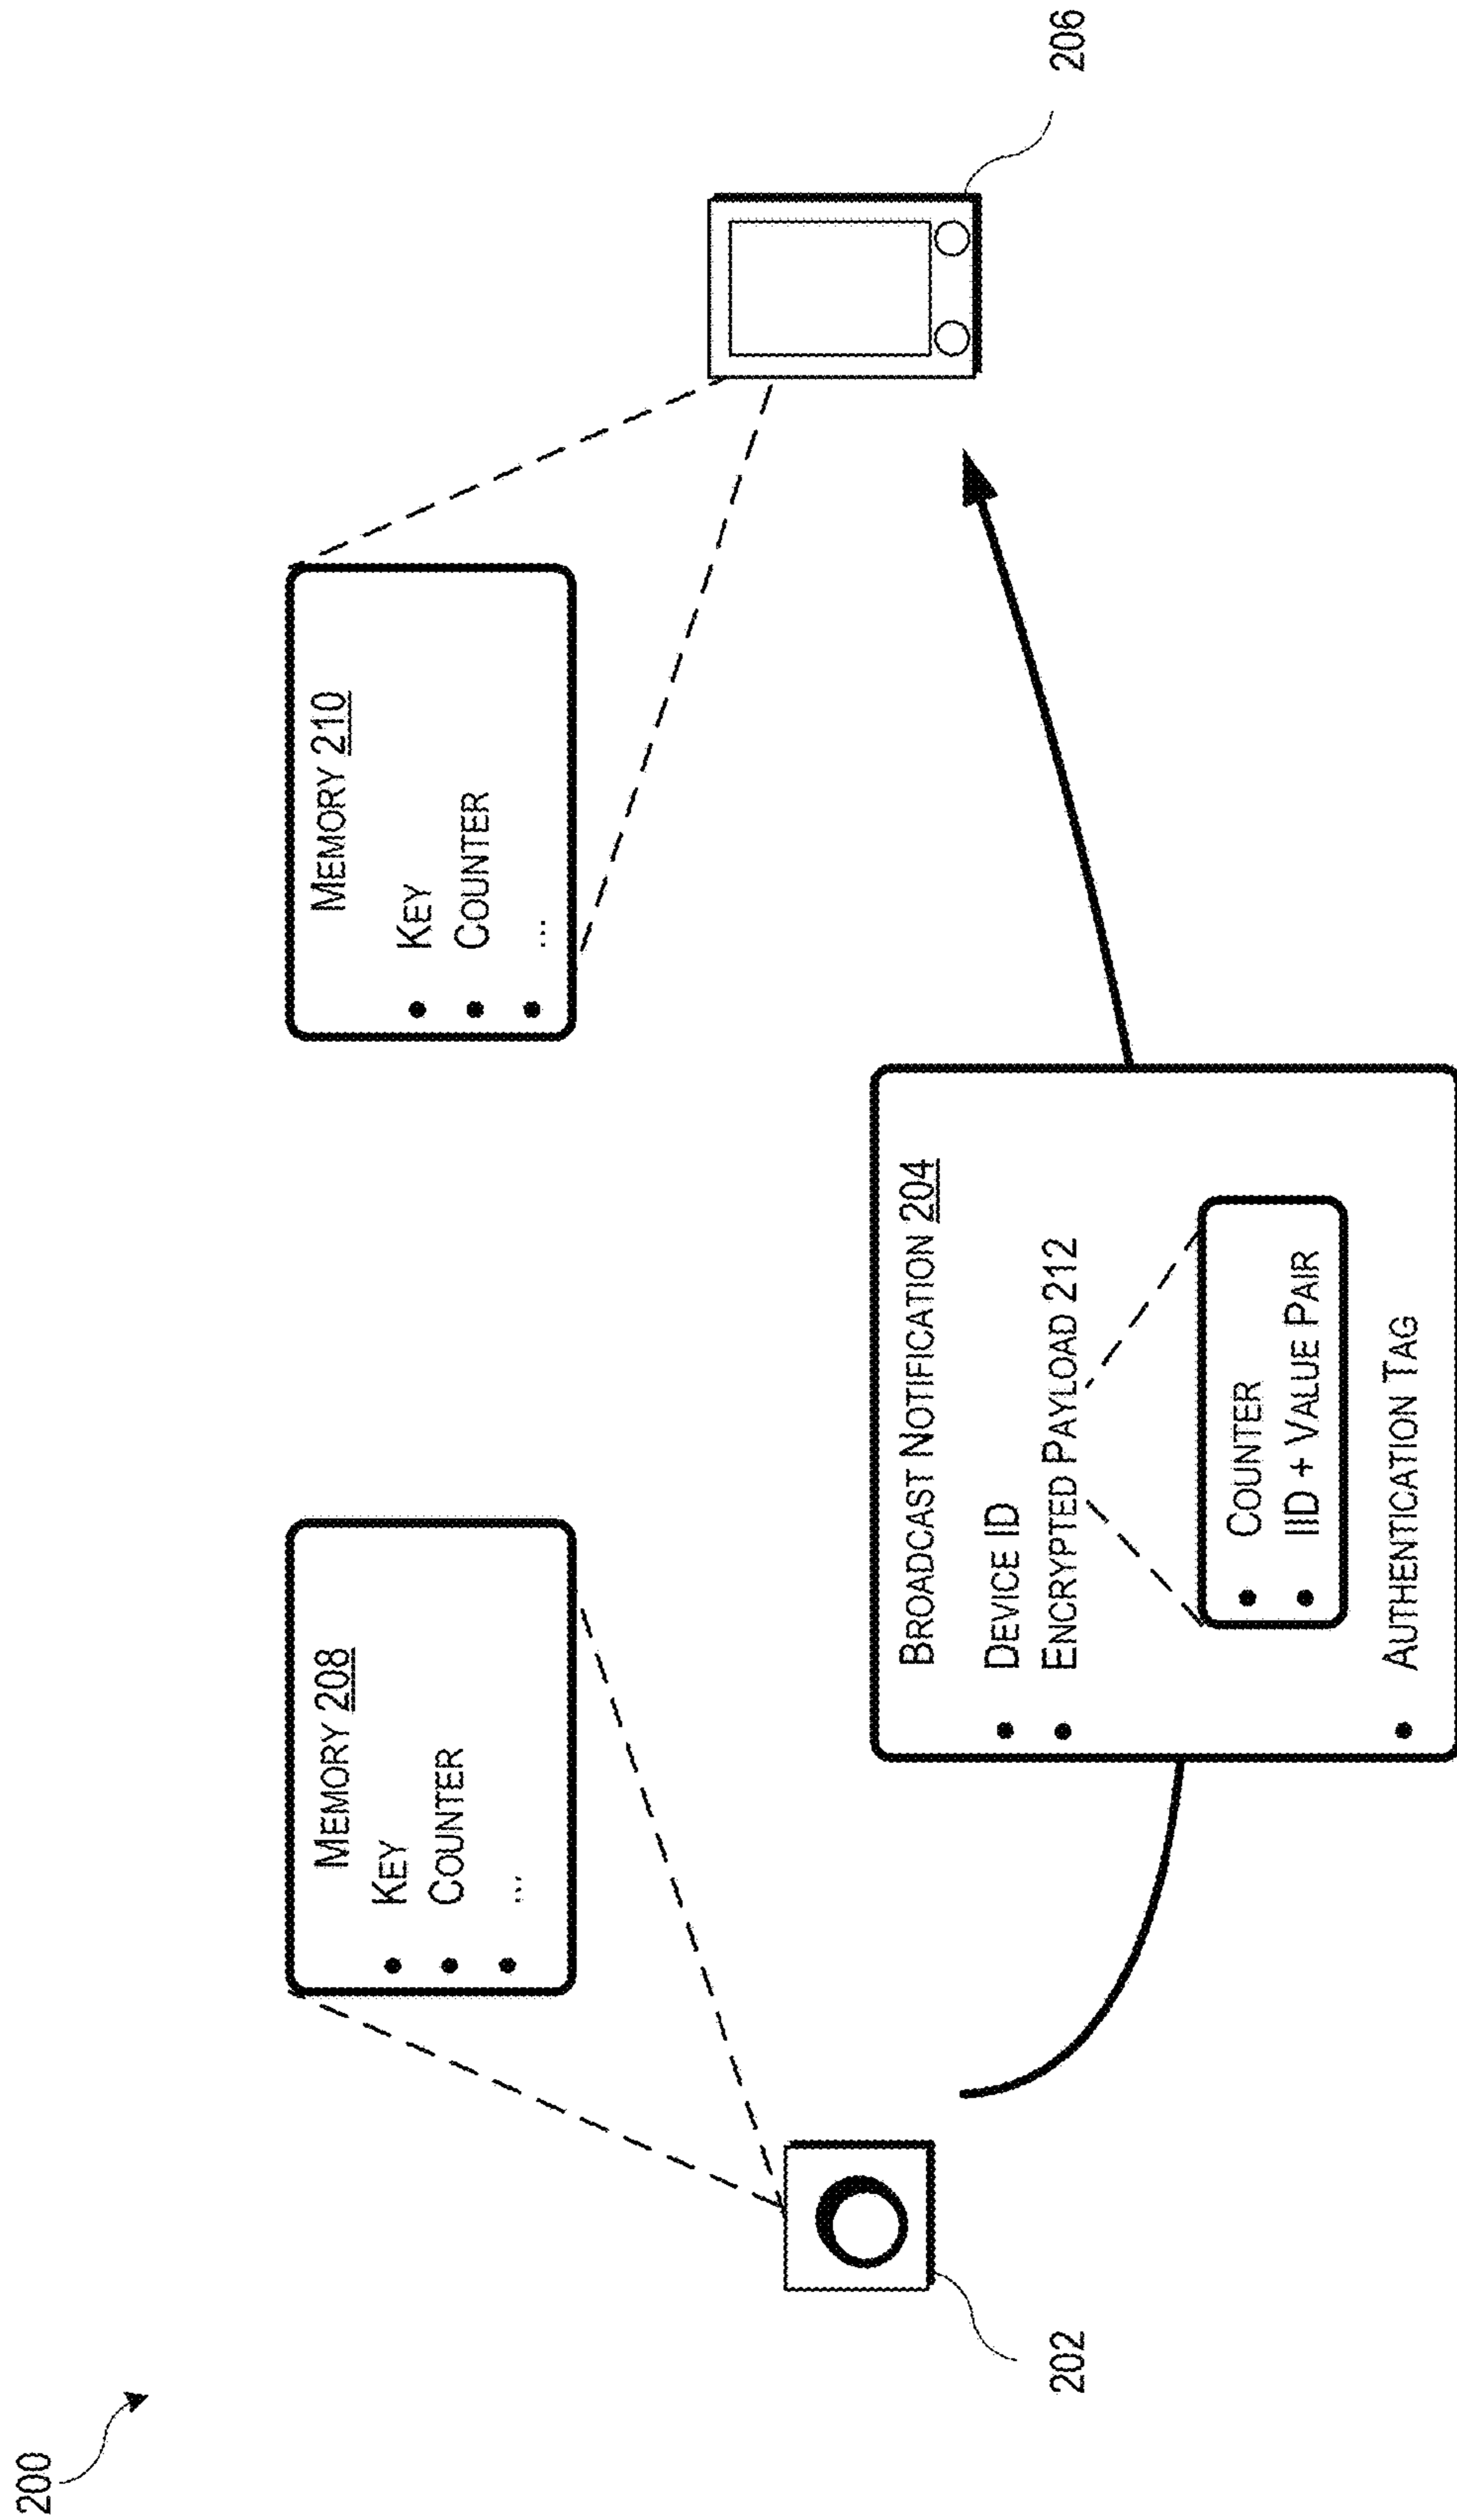 200
MEMORY 208
• KEY
• COUNTER
• ...
MEMORY 210
• KEY
• COUNTER
• ...
202
206
BROADCAST NOTIFICATION 204
• DEVICE ID
• ENCRYPTED PAYLOAD 212
• COUNTER
• IID + VALUE PAIR
• AUTHENTICATION TAG